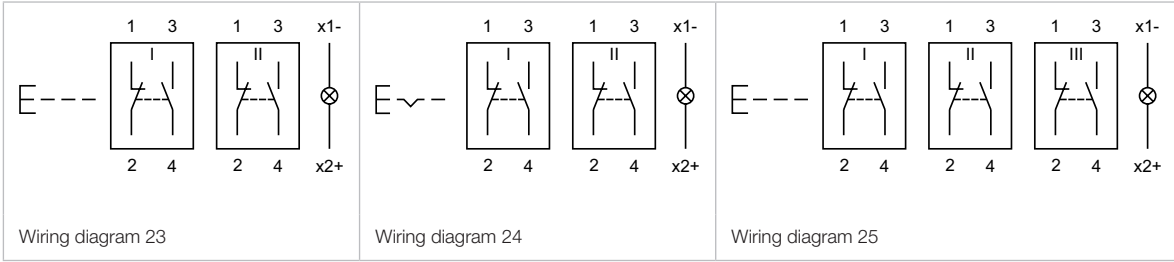 1 3 1 3 x1- 1 3 1 3 x1- 1 3 1 3 1 3 x1-
I II I II I II III
2 4 2 4 x2+ 2 4 2 4 x2+ 2 4 2 4 2 4 x2+
Wiring diagram 23 Wiring diagram 24 Wiring diagram 25